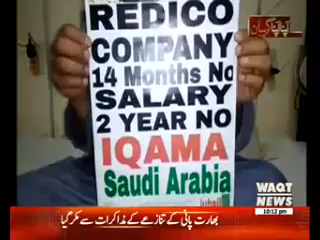 REDICO
COMPANY
14 Months No
SALARY
2 YEAR NO
IQAMA
Saudi Arabia
WAQT
NEWS
10:12 pm
بھارت پانی کے تنازعے کے مذاکرات سے مکر گیا